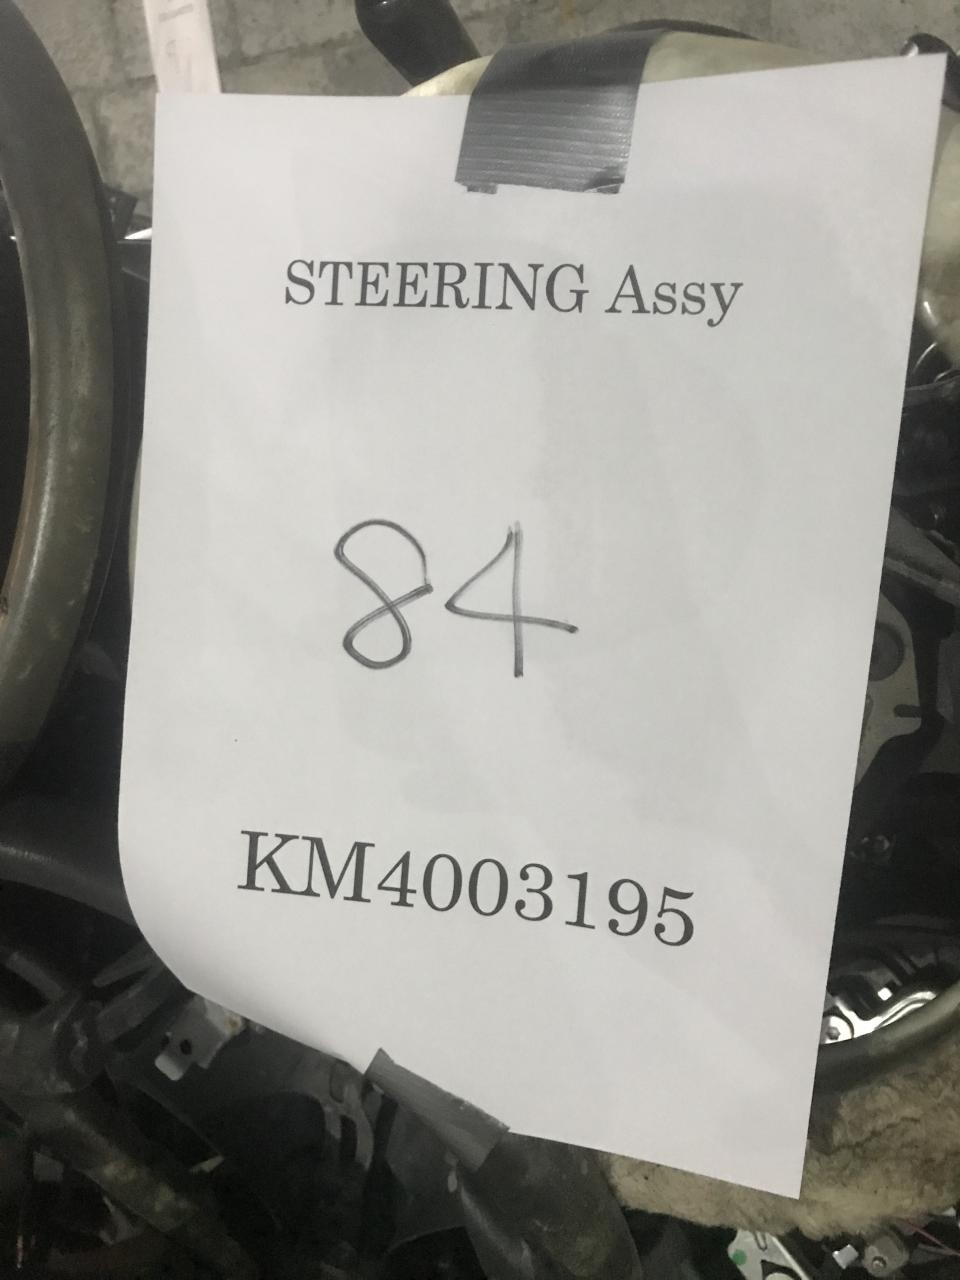 STEERING Assy
84
KM4003195